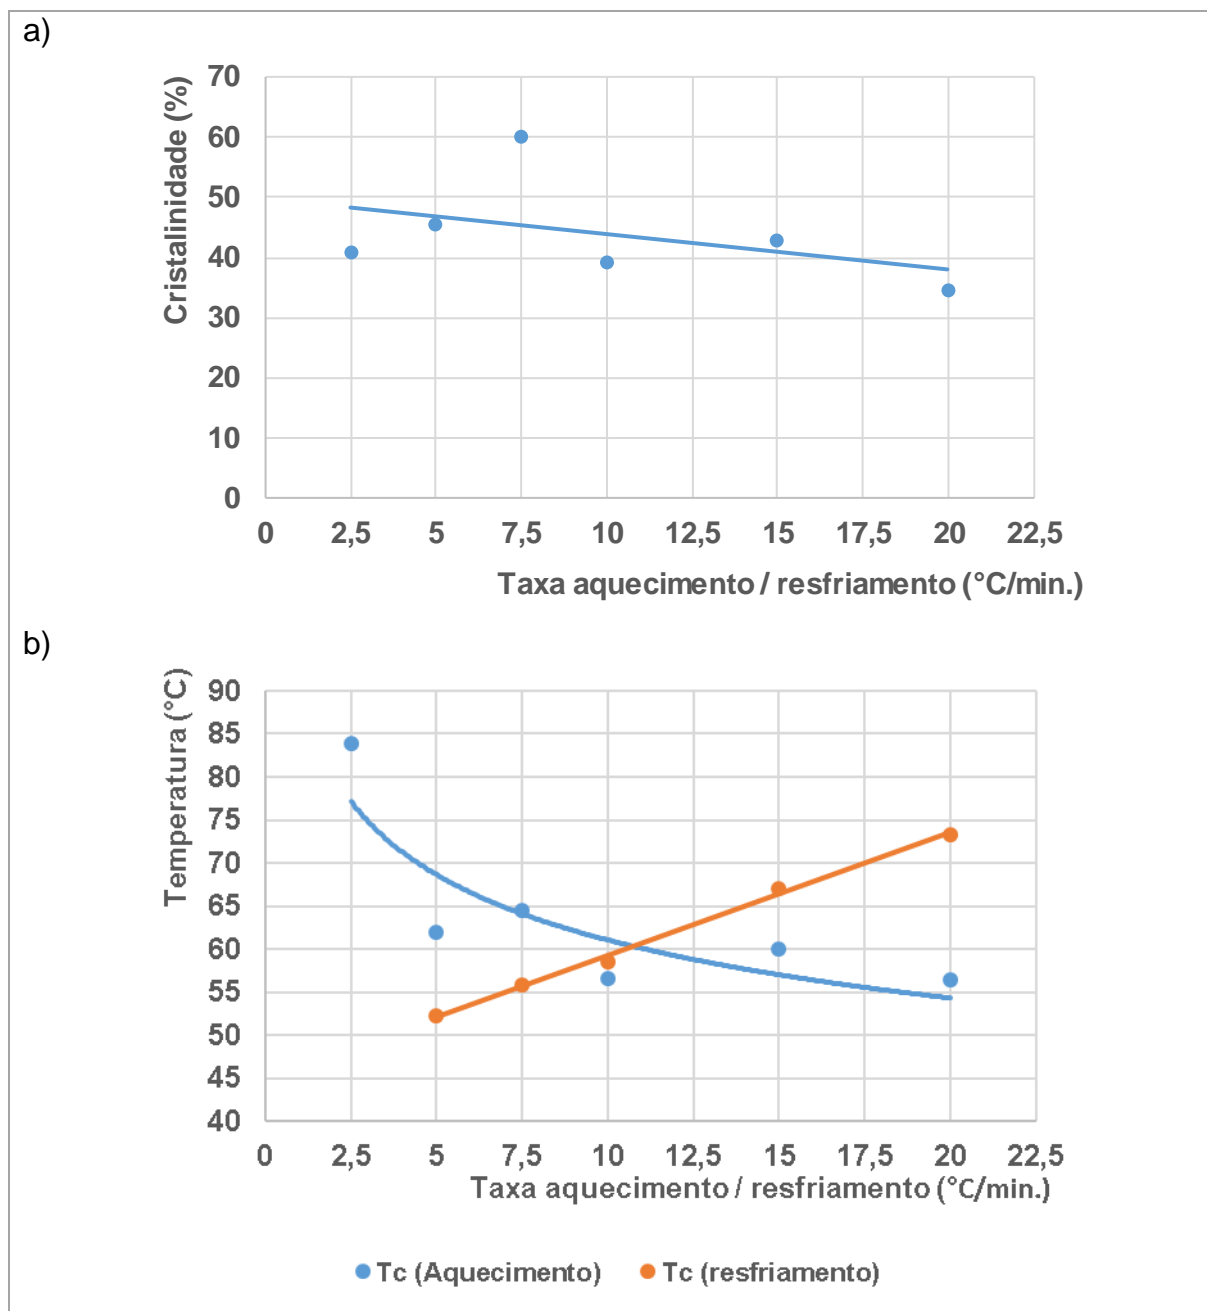 a)
Cristalinidade (%)
70
60
50
40
30
20
10
0
0 2,5 5 7,5 10 12,5 15 17,5 20 22,5
Taxa aquecimento / resfriamento (°C/min.)
b)
Temperatura (°C)
90
85
80
75
70
65
60
55
50
45
40
0 2,5 5 7,5 10 12,5 15 17,5 20 22,5
Taxa aquecimento / resfriamento (°C/min.)
Tc (Aquecimento) Tc (resfriamento)